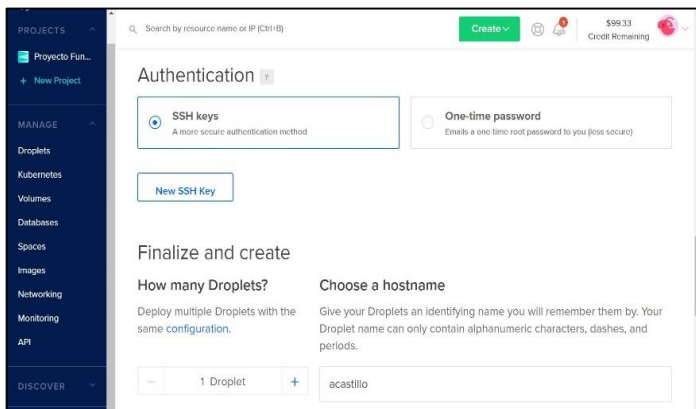 PROJECTS
Proyecto Fun...
+ New Project
MANAGE
Droplets
Kubernetes
Volumes
Databases
Spaces
Images
Networking
Monitoring
API
DISCOVER
Search by resource name or IP (Ctrl+B)
Create
$99.33
Credit Remaining
Authentication ?
SSH keys
A more secure authentication method
One-time password
Emails a one-time root password to you (less secure)
New SSH Key
Finalize and create
How many Droplets?
Deploy multiple Droplets with the
same configuration.
− 1 Droplet +
Choose a hostname
Give your Droplets an identifying name you will remember them by. Your
Droplet name can only contain alphanumeric characters, dashes, and
periods.
acastillo